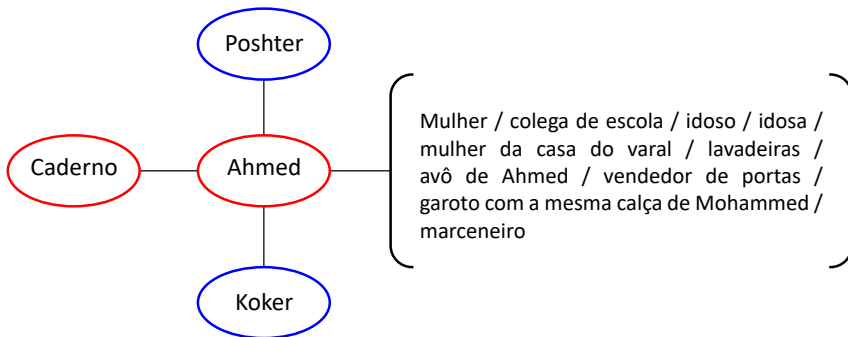 Poshter
Caderno
Ahmed
Mulher / colega de escola / idoso / idosa /
mulher da casa do varal / lavadeiras /
avô de Ahmed / vendedor de portas /
garoto com a mesma calça de Mohammed /
marceneiro
Koker